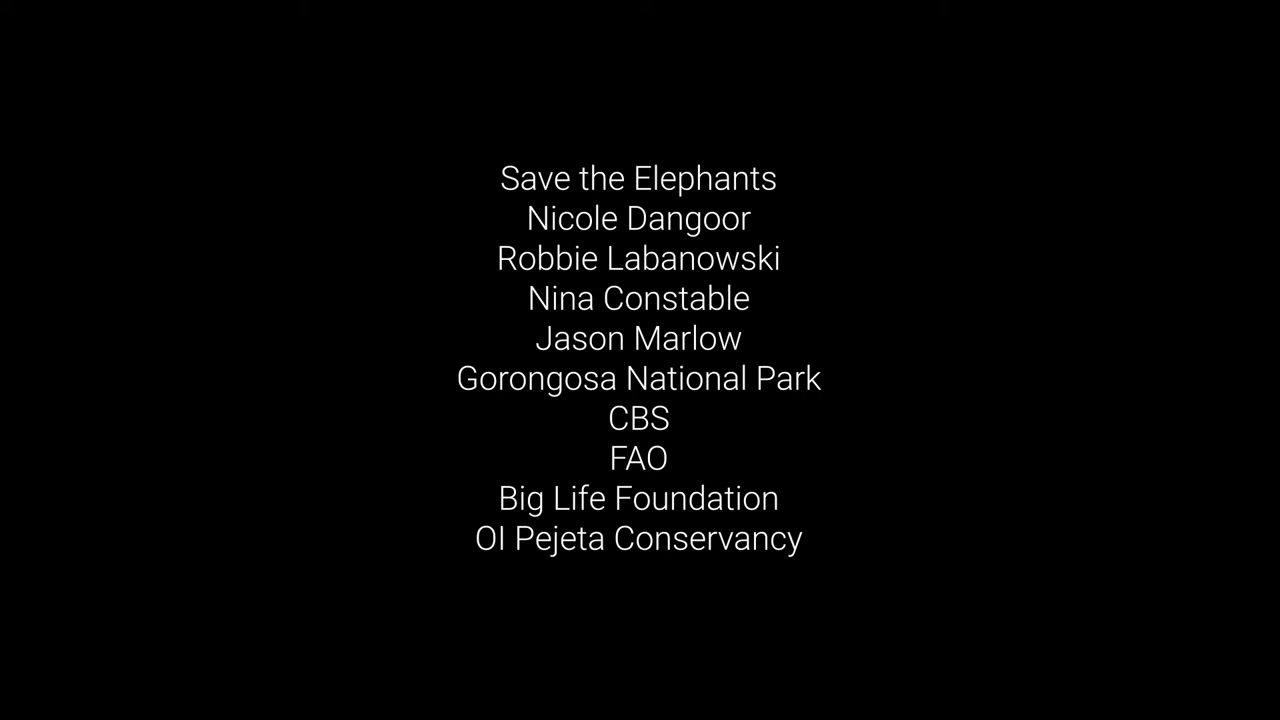 Save the Elephants
Nicole Dangoor
Robbie Labanowski
Nina Constable
Jason Marlow
Gorongosa National Park
CBS
FAO
Big Life Foundation
Ol Pejeta Conservancy